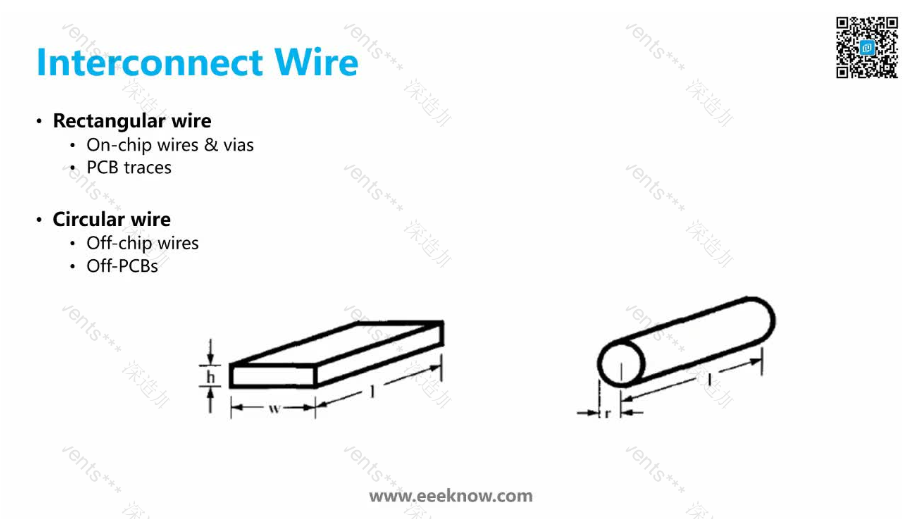 Interconnect Wire
• Rectangular wire
• On-chip wires & vias
• PCB traces
• Circular wire
• Off-chip wires
• Off-PCBs
h
w
l
r
l
www.eeeknow.com